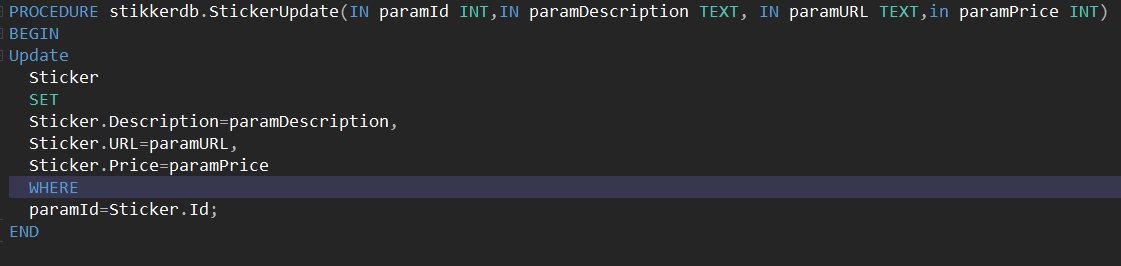 PROCEDURE stikkerdb.StickerUpdate(IN paramId INT,IN paramDescription TEXT, IN paramURL TEXT,in paramPrice INT)
BEGIN
Update
Sticker
SET
Sticker.Description=paramDescription,
Sticker.URL=paramURL,
Sticker.Price=paramPrice
WHERE
paramId=Sticker.Id;
END